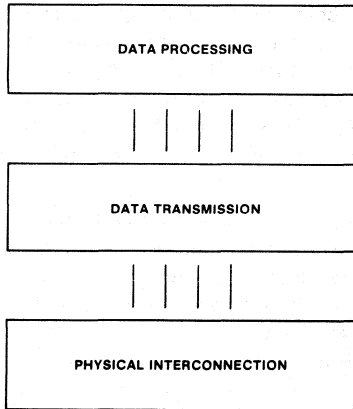 DATA PROCESSING
DATA TRANSMISSION
PHYSICAL INTERCONNECTION